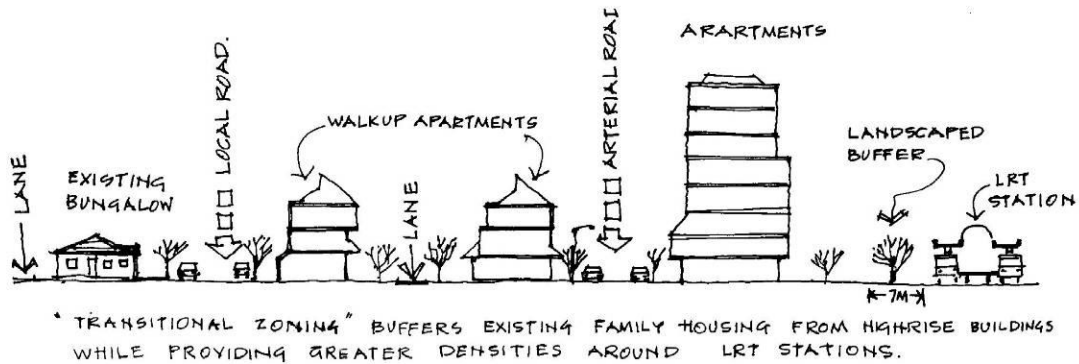 LANE
EXISTING
BUNGALOW
LOCAL ROAD.
WALKUP APARTMENTS
LANE
ARTERIAL ROAD
ARARTMENTS
LANDSCAPED
BUFFER
LRT
STATION
7M
"TRANSITIONAL ZONING" BUFFERS EXISTING FAMILY HOUSING FROM HIGHRISE BUILDINGS
WHILE PROVIDING GREATER DENSITIES AROUND LRT STATIONS.